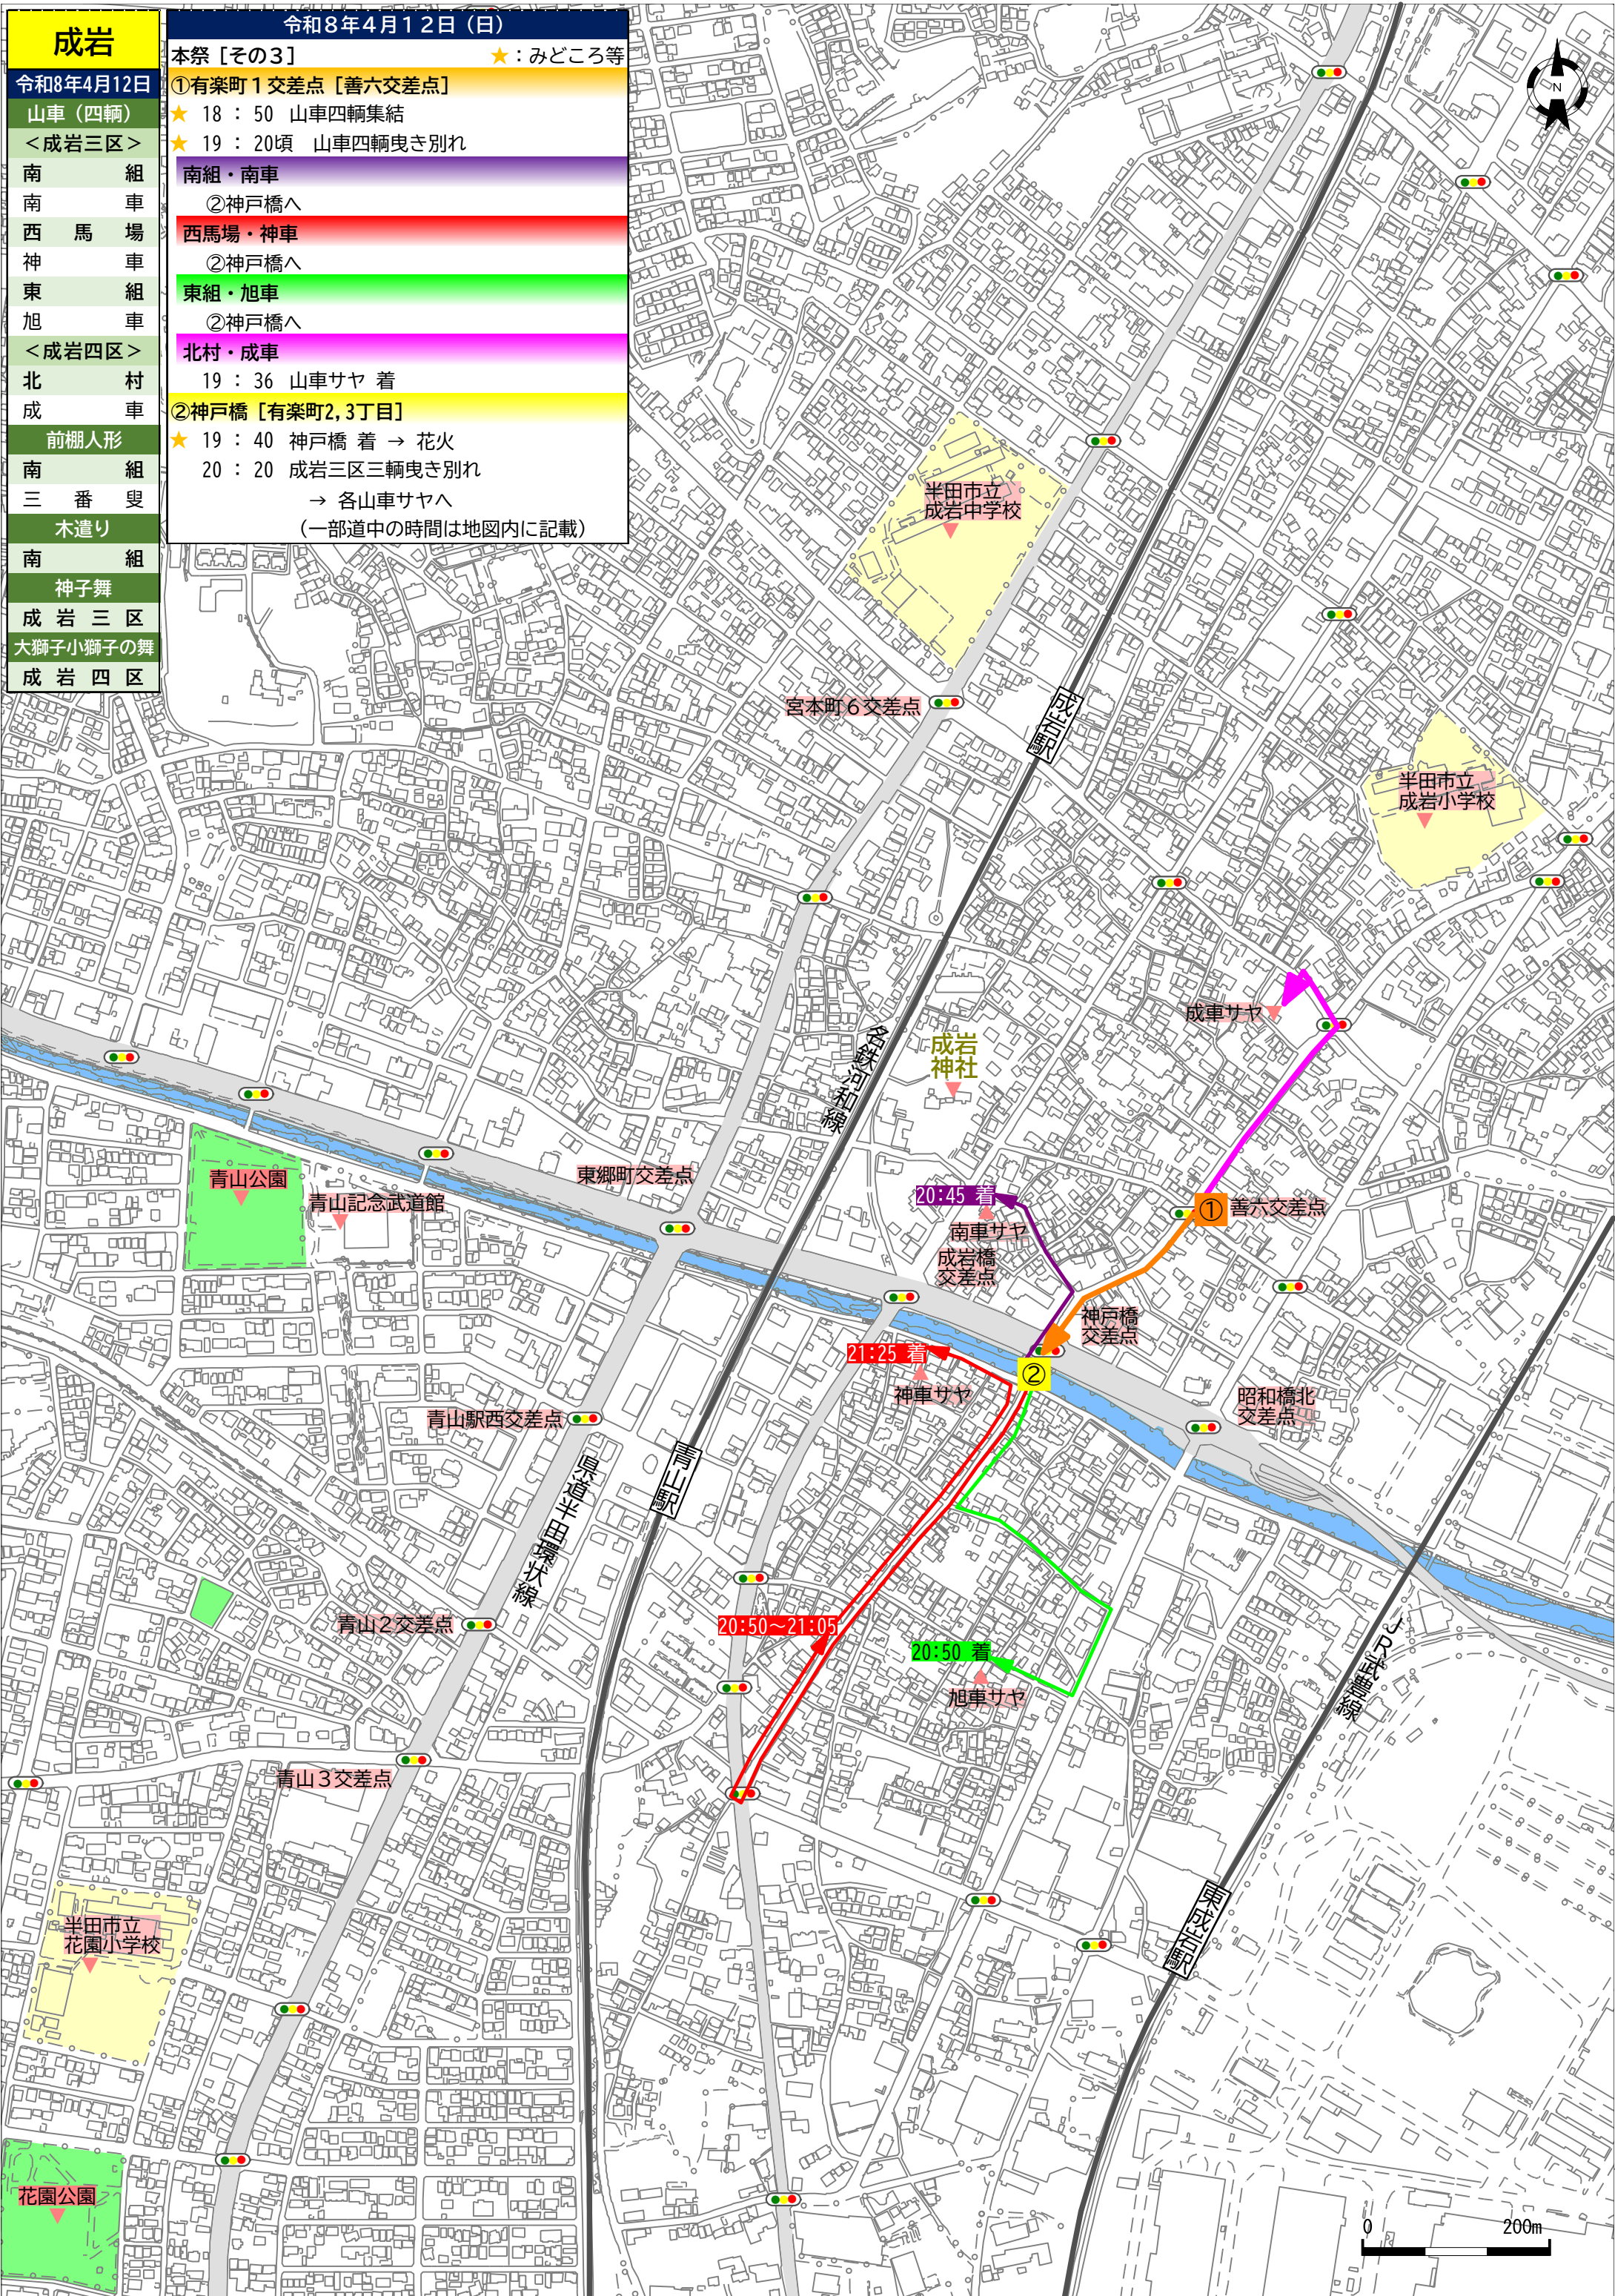 成岩
令和8年4月12日
山車（四輌）
＜成岩三区＞
南組
南車
西馬場
神車
東組
旭車
＜成岩四区＞
北村
成車
前棚人形
南組
三番叟
木遣り
南組
神子舞
成岩三区
大獅子小獅子の舞
成岩四区
令和８年４月１２日（日）
本祭［その３］ ★：みどころ等
①有楽町１交差点［善六交差点］
★ 18：50 山車四輌集結
★ 19：20頃 山車四輌曳き別れ
南組・南車
②神戸橋へ
西馬場・神車
②神戸橋へ
東組・旭車
②神戸橋へ
北村・成車
19：36 山車サヤ 着
②神戸橋［有楽町2,3丁目］
★ 19：40 神戸橋 着 → 花火
20：20 成岩三区三輌曳き別れ
→ 各山車サヤへ
（一部道中の時間は地図内に記載）
N
半田市立
成岩中学校
宮本町６交差点
成岩駅
半田市立
成岩小学校
成車サヤ
名鉄河和線
成岩
神社
東郷町交差点
青山公園
青山記念武道館
20:45 着
南車サヤ
成岩橋
交差点
①
善六交差点
神戸橋
交差点
②
21:25 着
神車サヤ
昭和橋北
交差点
青山駅西交差点
青山駅
県道半田環状線
青山２交差点
20:50～21:05
20:50 着
旭車サヤ
ＪＲ武豊線
青山３交差点
東成岩駅
半田市立
花園小学校
花園公園
0 200m